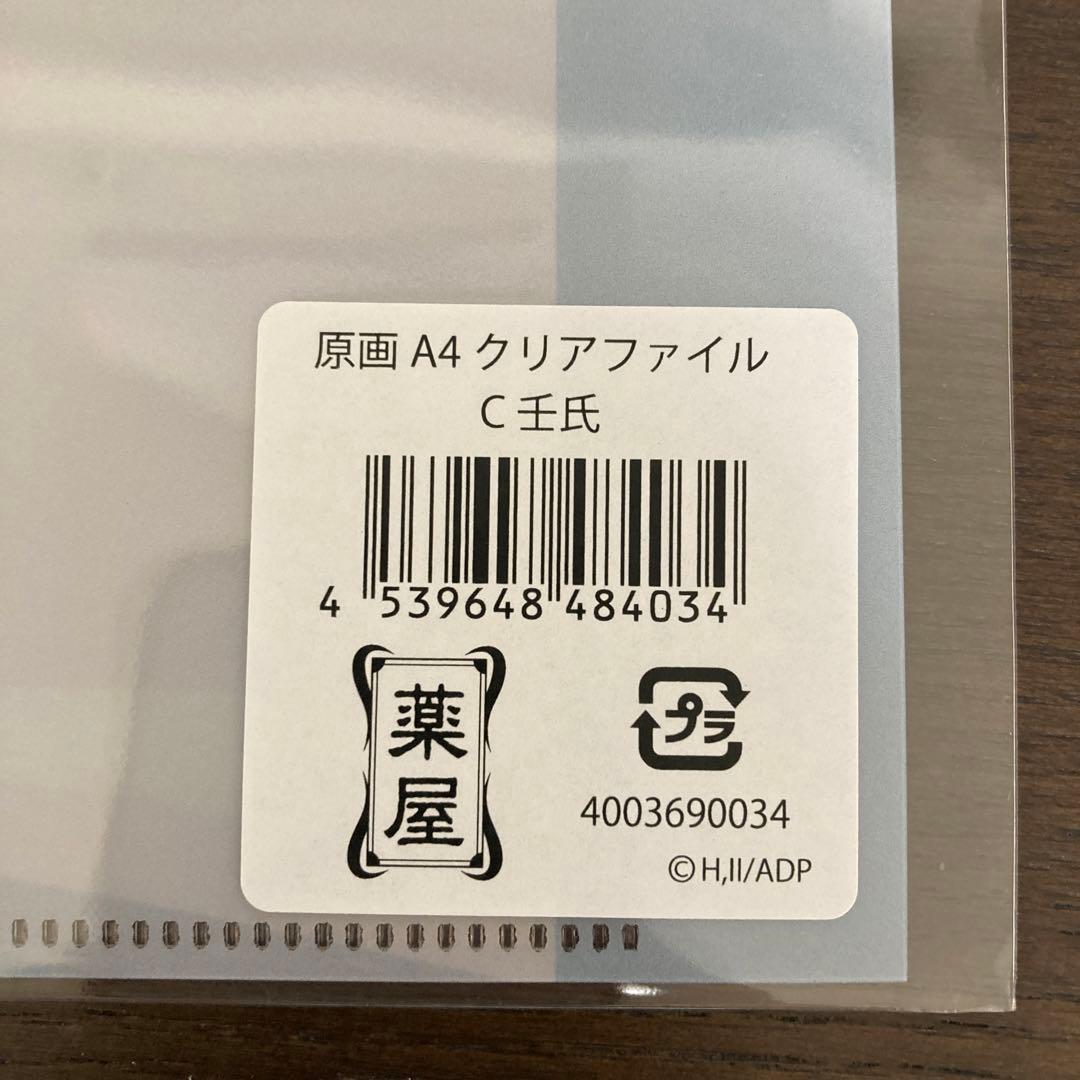 原画 A4 クリアファイル
C 壬氏
4 539648 484034
薬屋
プラ
4003690034
©H,II/ADP